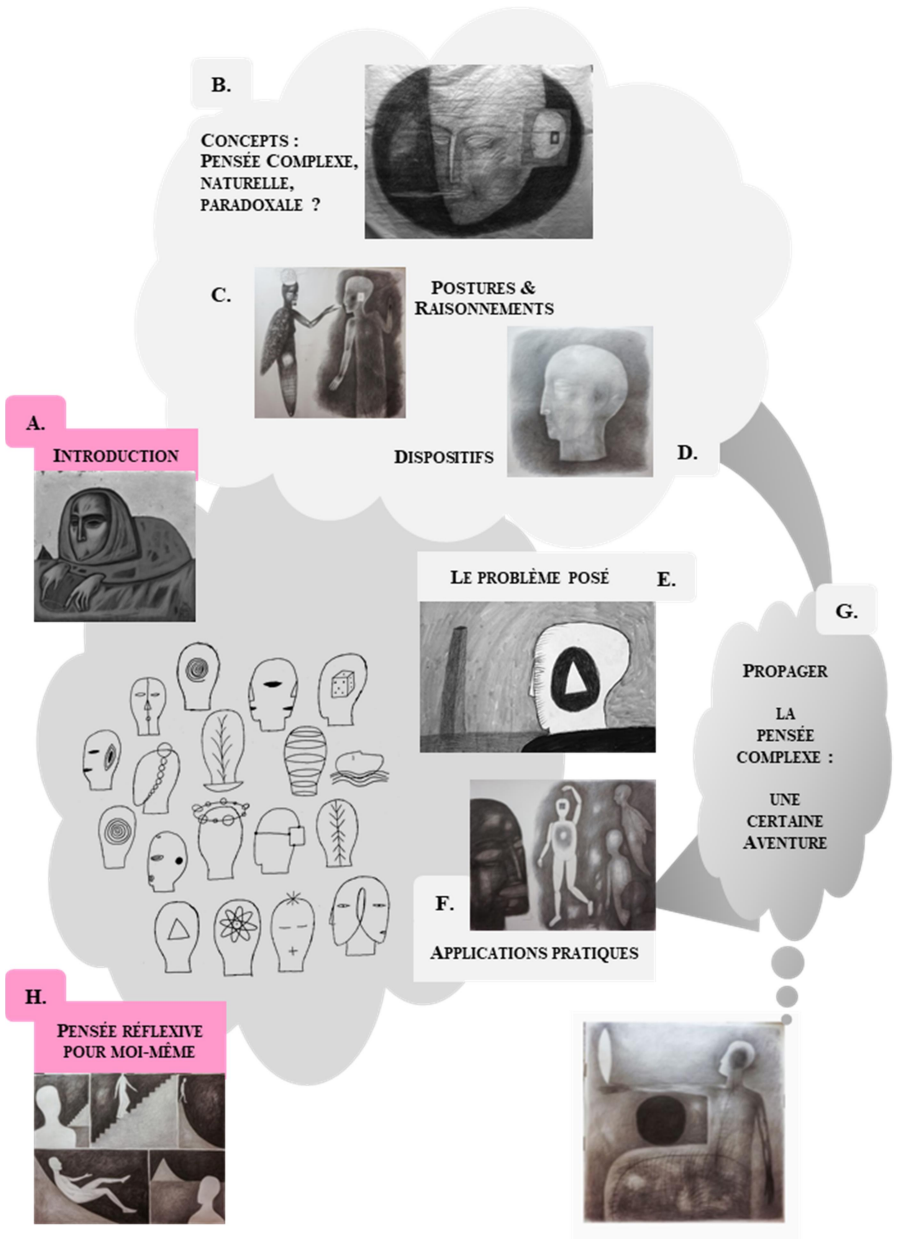 B.
CONCEPTS :
PENSÉE COMPLEXE,
NATURELLE,
PARADOXALE ?
C.
POSTURES &
RAISONNEMENTS
A.
INTRODUCTION
DISPOSITIFS
D.
LE PROBLÈME POSÉ
E.
G.
PROPAGER
LA
PENSÉE
COMPLEXE :
UNE
CERTAINE
AVENTURE
F.
APPLICATIONS PRATIQUES
H.
PENSÉE RÉFLEXIVE
POUR MOI-MÊME